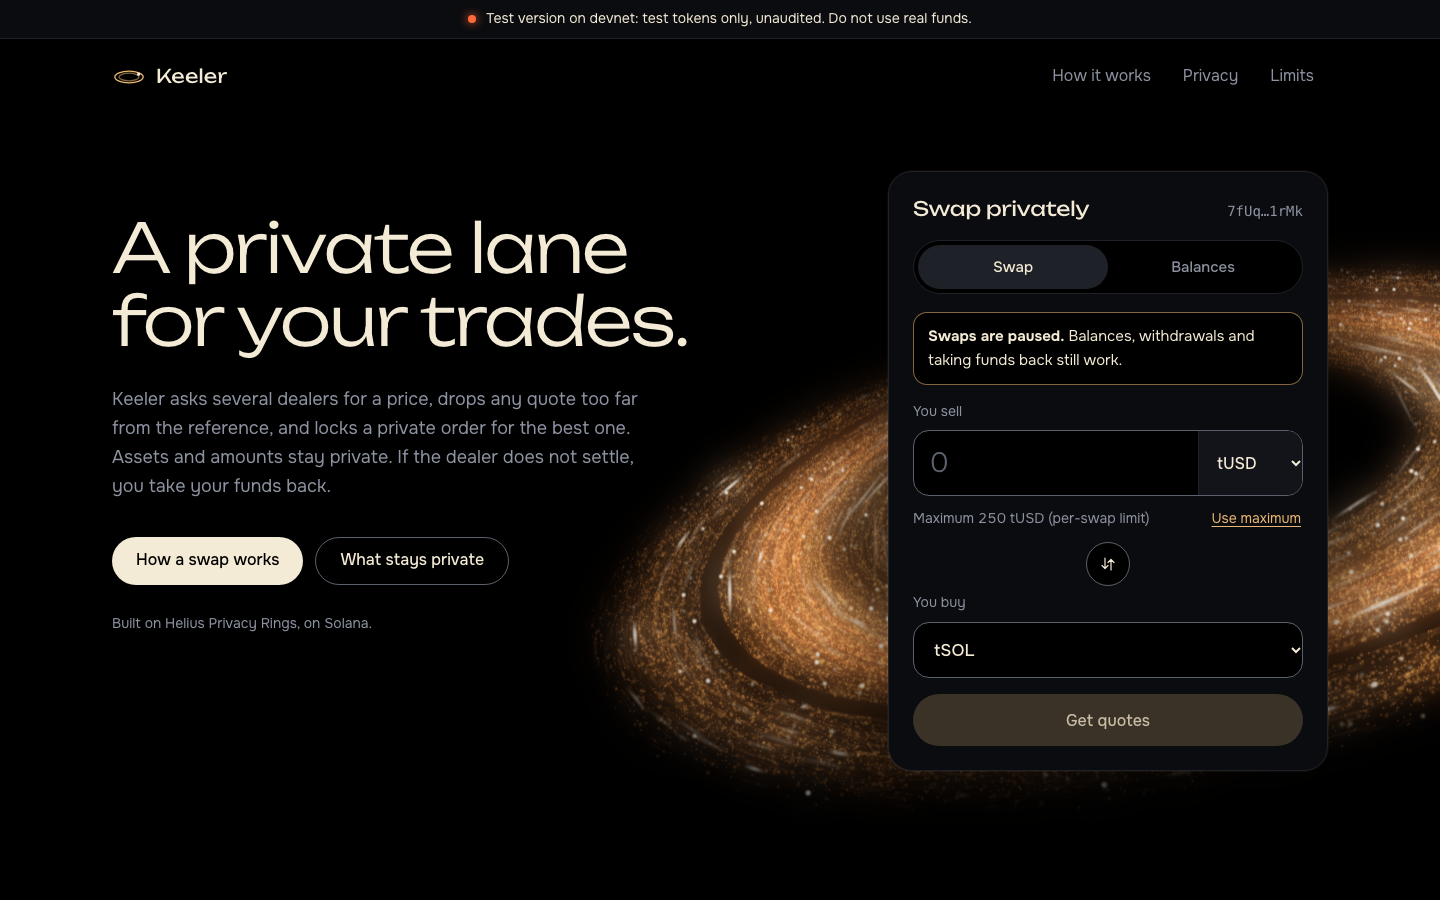 Test version on devnet: test tokens only, unaudited. Do not use real funds.
Keeler
How it works
Privacy
Limits
A private lane
for your trades.
Keeler asks several dealers for a price, drops any quote too far
from the reference, and locks a private order for the best one.
Assets and amounts stay private. If the dealer does not settle,
you take your funds back.
How a swap works
What stays private
Built on Helius Privacy Rings, on Solana.
Swap privately
7fUq…1rMk
Swap
Balances
Swaps are paused. Balances, withdrawals and
taking funds back still work.
You sell
0
tUSD
Maximum 250 tUSD (per-swap limit)
Use maximum
You buy
tSOL
Get quotes